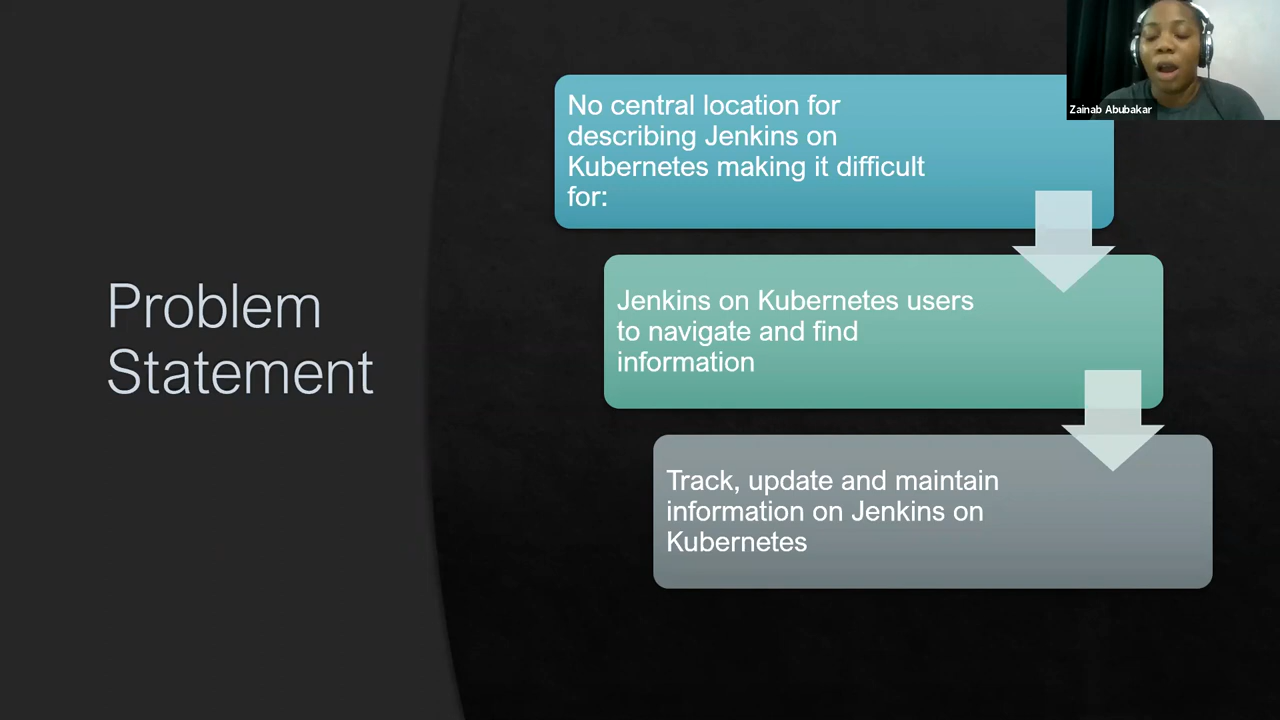 Problem
Statement
No central location for
describing Jenkins on
Kubernetes making it difficult
for:
Jenkins on Kubernetes users
to navigate and find
information
Track, update and maintain
information on Jenkins on
Kubernetes
Zainab Abubakar